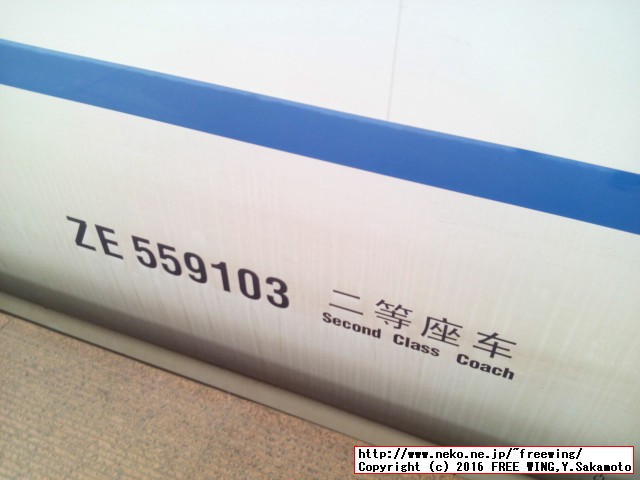 ZE 559103
二等座车
Second Class Coach
http://www.neko.ne.jp/~freewing/
Copyright (c) 2016 FREE WING,Y.Sakamoto